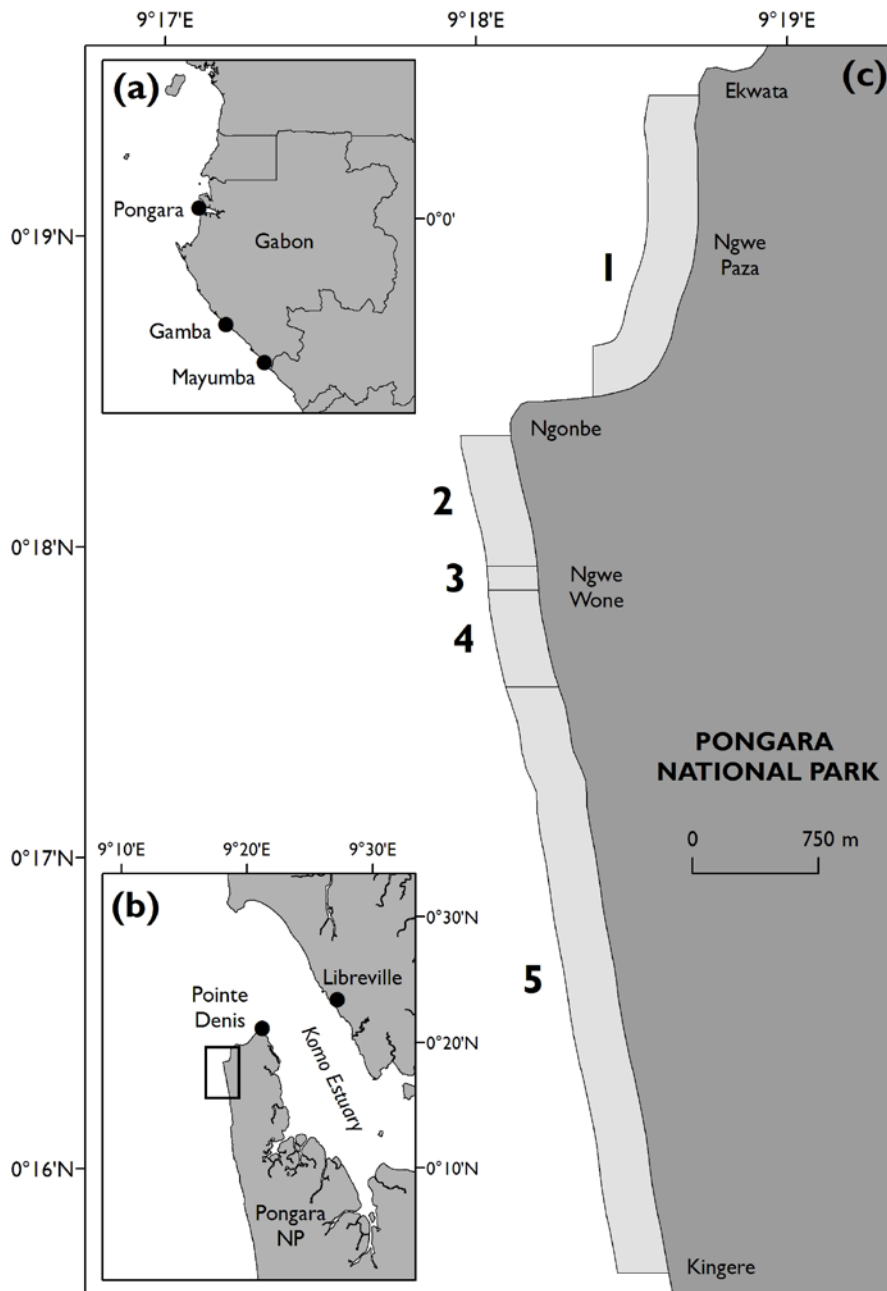 9°17'E
9°18'E
9°19'E
(a)
Pongara
Gabon
Gamba
Mayumba
0°0'
(c)
Ekwata
Ngwe
Paza
1
Ngonbe
2
3
Ngwe
Wone
4
PONGARA
NATIONAL PARK
0
750 m
5
Kingere
0°19'N
0°18'N
0°17'N
0°16'N
9°10'E
9°20'E
9°30'E
(b)
0°30'N
Libreville
Pointe
Denis
Komo Estuary
0°20'N
0°10'N
Pongara
NP